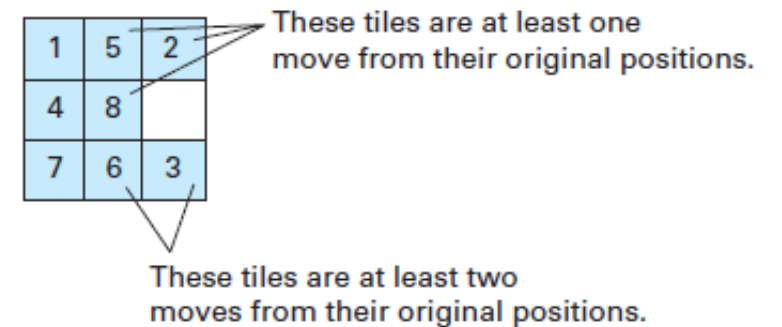 1 5 2
These tiles are at least one
move from their original positions.
4 8
7 6 3
These tiles are at least two
moves from their original positions.